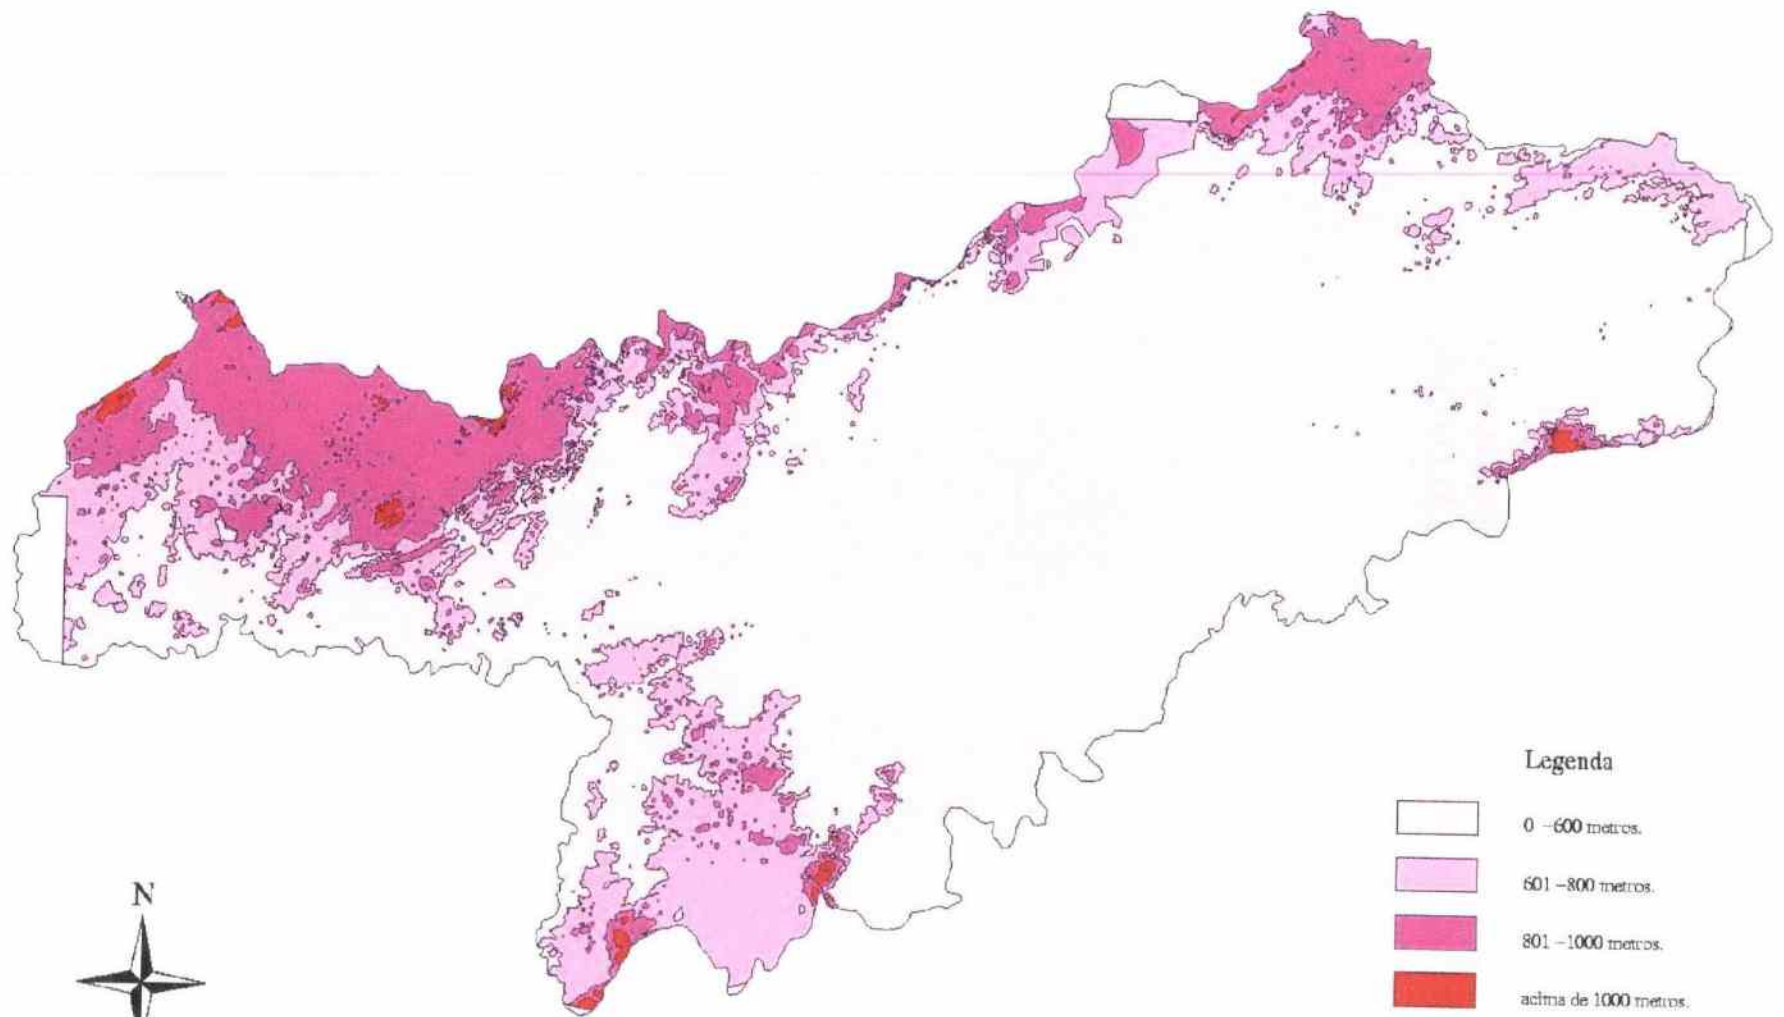 Legenda
0 –600 metros.
601 –800 metros.
801 –1000 metros.
acima de 1000 metros.
N